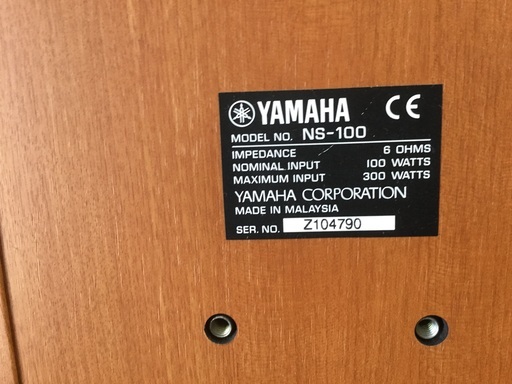 YAMAHA CE
MODEL NO. NS-100
IMPEDANCE 6 OHMS
NOMINAL INPUT 100 WATTS
MAXIMUM INPUT 300 WATTS
YAMAHA CORPORATION
MADE IN MALAYSIA
SER. NO. Z104790